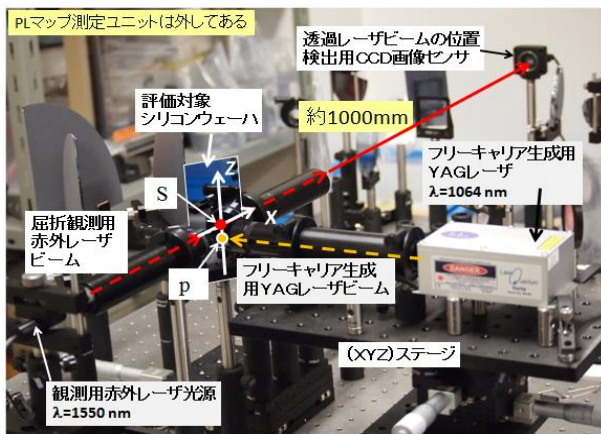 PLマップ測定ユニットは外してある
透過レーザビームの位置
検出用CCD画像センサ
評価対象
シリコンウェーハ
約1000mm
フリーキャリア生成用
YAGレーザ
λ=1064 nm
Z
S
X
屈折観測用
赤外レーザ
ビーム
p
フリーキャリア生成
用YAGレーザビーム
DANGER
(XYZ)ステージ
観測用赤外レーザ光源
λ=1550 nm